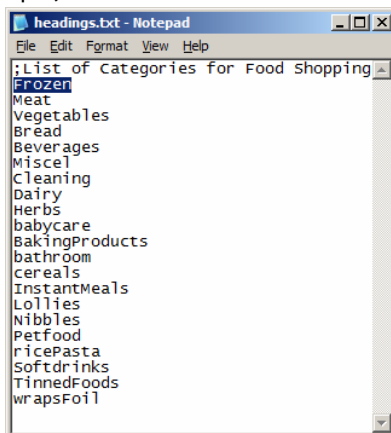 headings.txt - Notepad
File Edit Format View Help
;List of Categories for Food Shopping
Frozen
Meat
Vegetables
Bread
Beverages
Miscel
Cleaning
Dairy
Herbs
babycare
BakingProducts
bathroom
cereals
InstantMeals
Lollies
Nibbles
Petfood
ricePasta
Softdrinks
TinnedFoods
wrapsFoil